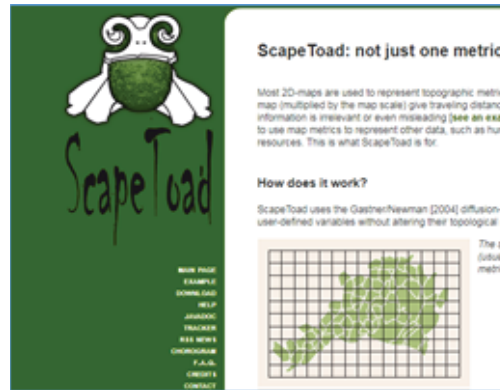 ScapeToad
MAIN PAGE
EXAMPLE
DOWNLOAD
HELP
JAVADOC
TRACKER
RSS NEWS
CHOROGRAM
F.A.Q.
CREDITS
CONTACT
ScapeToad: not just one metric
Most 2D-maps are used to represent topographic metri
map (multiplied by the map scale) give traveling distanc
information is irrelevant or even misleading [see an exa
to use map metrics to represent other data, such as hu
resources. This is what ScapeToad is for.
How does it work?
ScapeToad uses the Gastner/Newman [2004] diffusion-
user-defined variables without altering their topological
The
(usu
metri